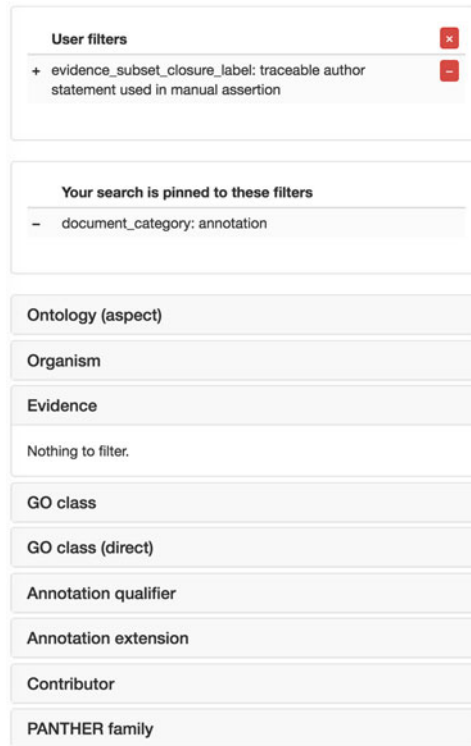 User filters
×
+ evidence_subset_closure_label: traceable author
–
statement used in manual assertion
Your search is pinned to these filters
– document_category: annotation
Ontology (aspect)
Organism
Evidence
Nothing to filter.
GO class
GO class (direct)
Annotation qualifier
Annotation extension
Contributor
PANTHER family